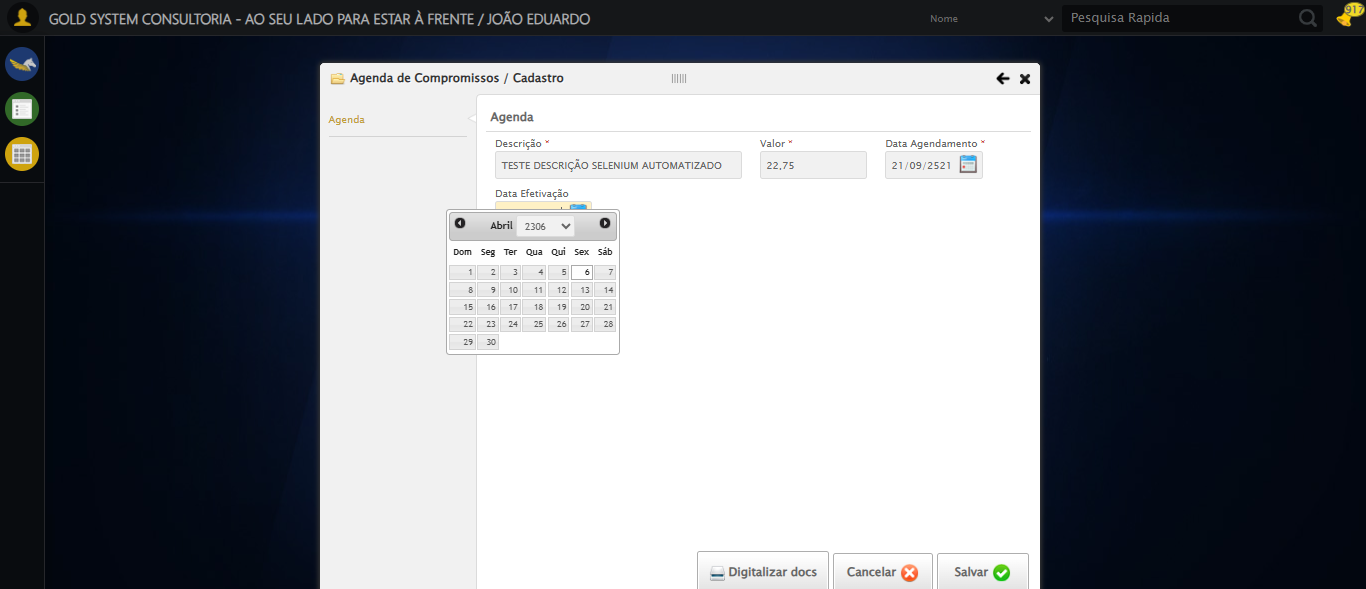 GOLD SYSTEM CONSULTORIA - AO SEU LADO PARA ESTAR À FRENTE / JOÃO EDUARDO
Nome
Pesquisa Rapida
917
Agenda de Compromissos / Cadastro
Agenda
Agenda
Descrição * Valor * Data Agendamento *
TESTE DESCRIÇÃO SELENIUM AUTOMATIZADO 22,75 21/09/2521
Data Efetivação
Abril 2306
Dom Seg Ter Qua Qui Sex Sáb
1 2 3 4 5 6 7
8 9 10 11 12 13 14
15 16 17 18 19 20 21
22 23 24 25 26 27 28
29 30
Digitalizar docs Cancelar Salvar